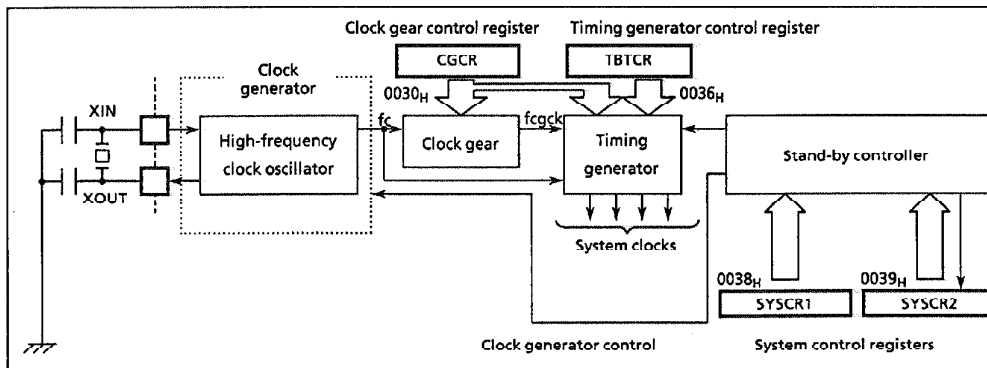 Clock gear control register
Timing generator control register
CGCR
TBTCR
Clock
generator
0030H
0036H
XIN
fc
fcgck
High-frequency
clock oscillator
Clock gear
Timing
generator
Stand-by controller
XOUT
System clocks
0038H
0039H
SYSCR1
SYSCR2
Clock generator control
System control registers